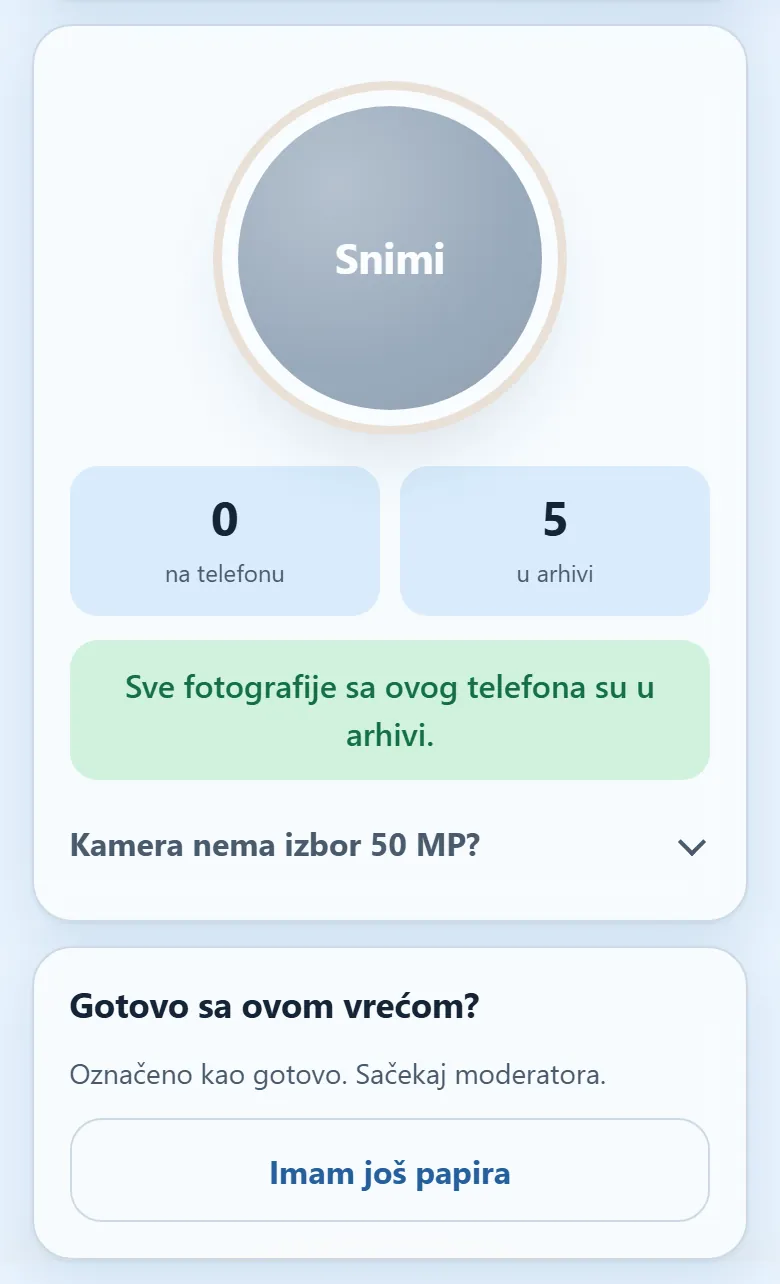 Snimi
0
na telefonu
5
u arhivi
Sve fotografije sa ovog telefona su u
arhivi.
Kamera nema izbor 50 MP?
Gotovo sa ovom vrećom?
Označeno kao gotovo. Sačekaj moderatora.
Imam još papira